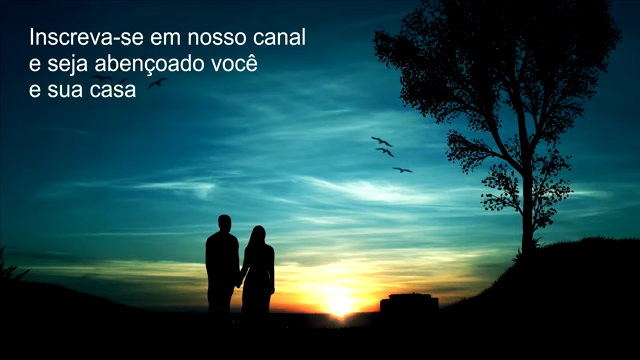 Inscreva-se em nosso canal
e seja abençoado você
e sua casa